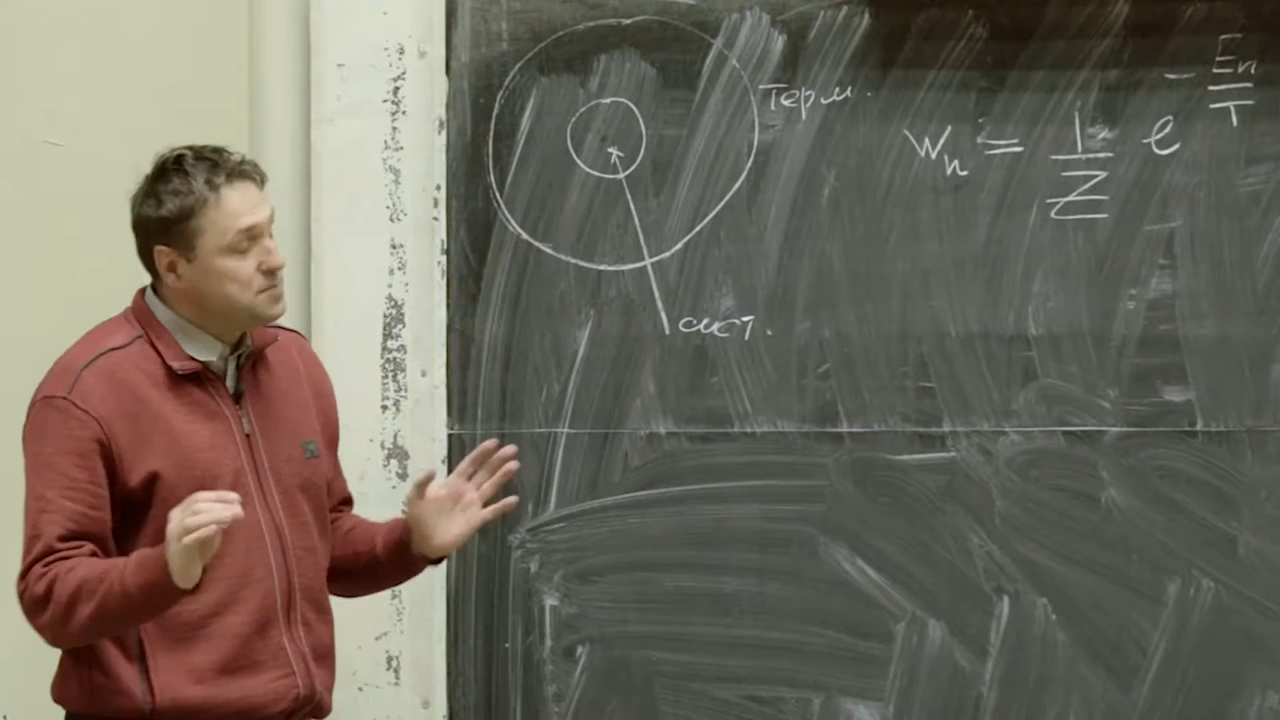 Терм.
сист.
Wₙ = 1/Z e^(-Eₙ/T)